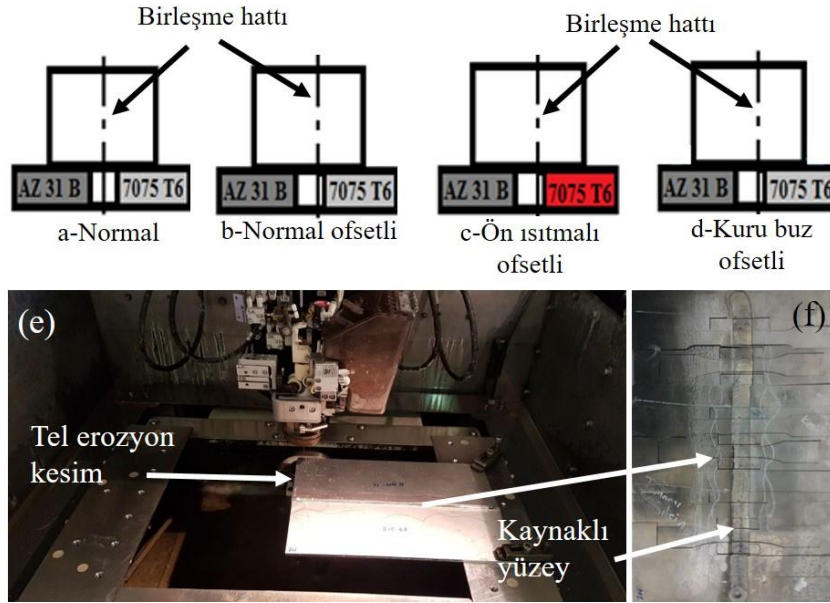 Birleşme hattı
Birleşme hattı
AZ 31 B
7075 T6
AZ 31 B
7075 T6
AZ 31 B
7075 T6
AZ 31 B
7075 T6
a-Normal
b-Normal ofsetli
c-Ön ısıtmalı
ofsetli
d-Kuru buz
ofsetli
(e)
Tel erozyon
kesim
Kaynaklı
yüzey
(f)